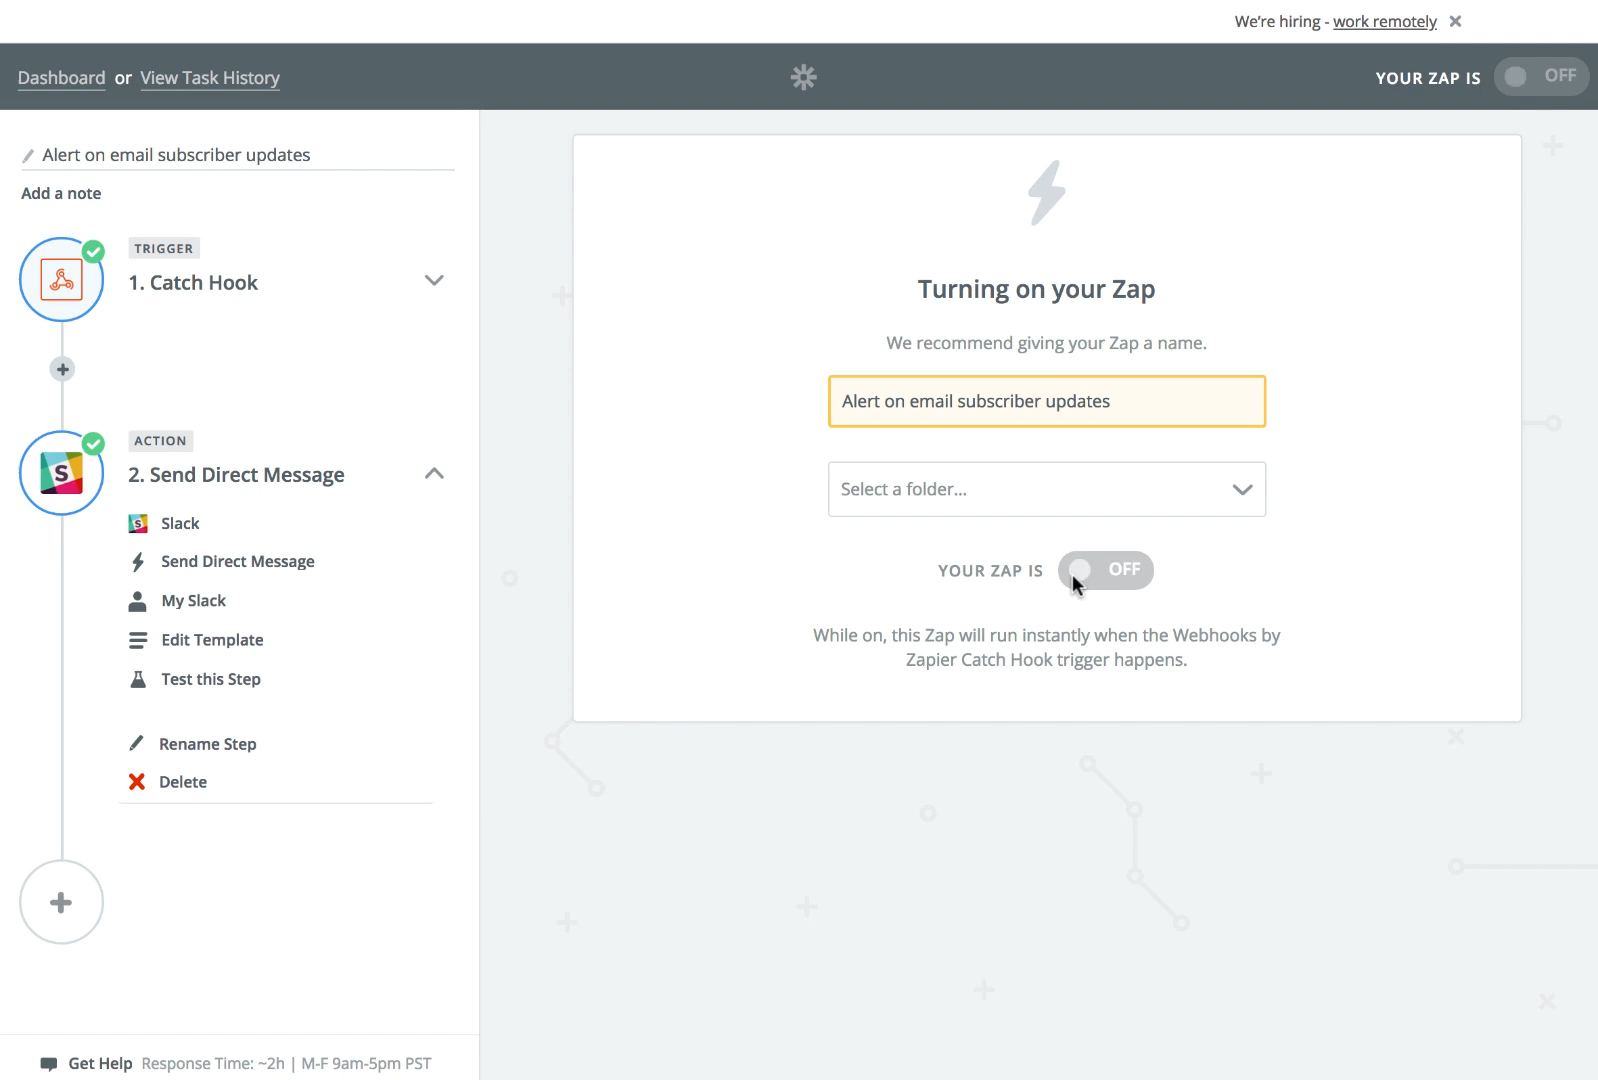 We're hiring - work remotely
Dashboard or View Task History
YOUR ZAP IS OFF
Alert on email subscriber updates
Add a note
TRIGGER
1. Catch Hook
ACTION
2. Send Direct Message
S
Slack
S
Send Direct Message
My Slack
Edit Template
Test this Step
Rename Step
Delete
Get Help Response Time: ~2h | M-F 9am-5pm PST
Turning on your Zap
We recommend giving your Zap a name.
Alert on email subscriber updates
Select a folder...
YOUR ZAP IS OFF
While on, this Zap will run instantly when the Webhooks by
Zapier Catch Hook trigger happens.